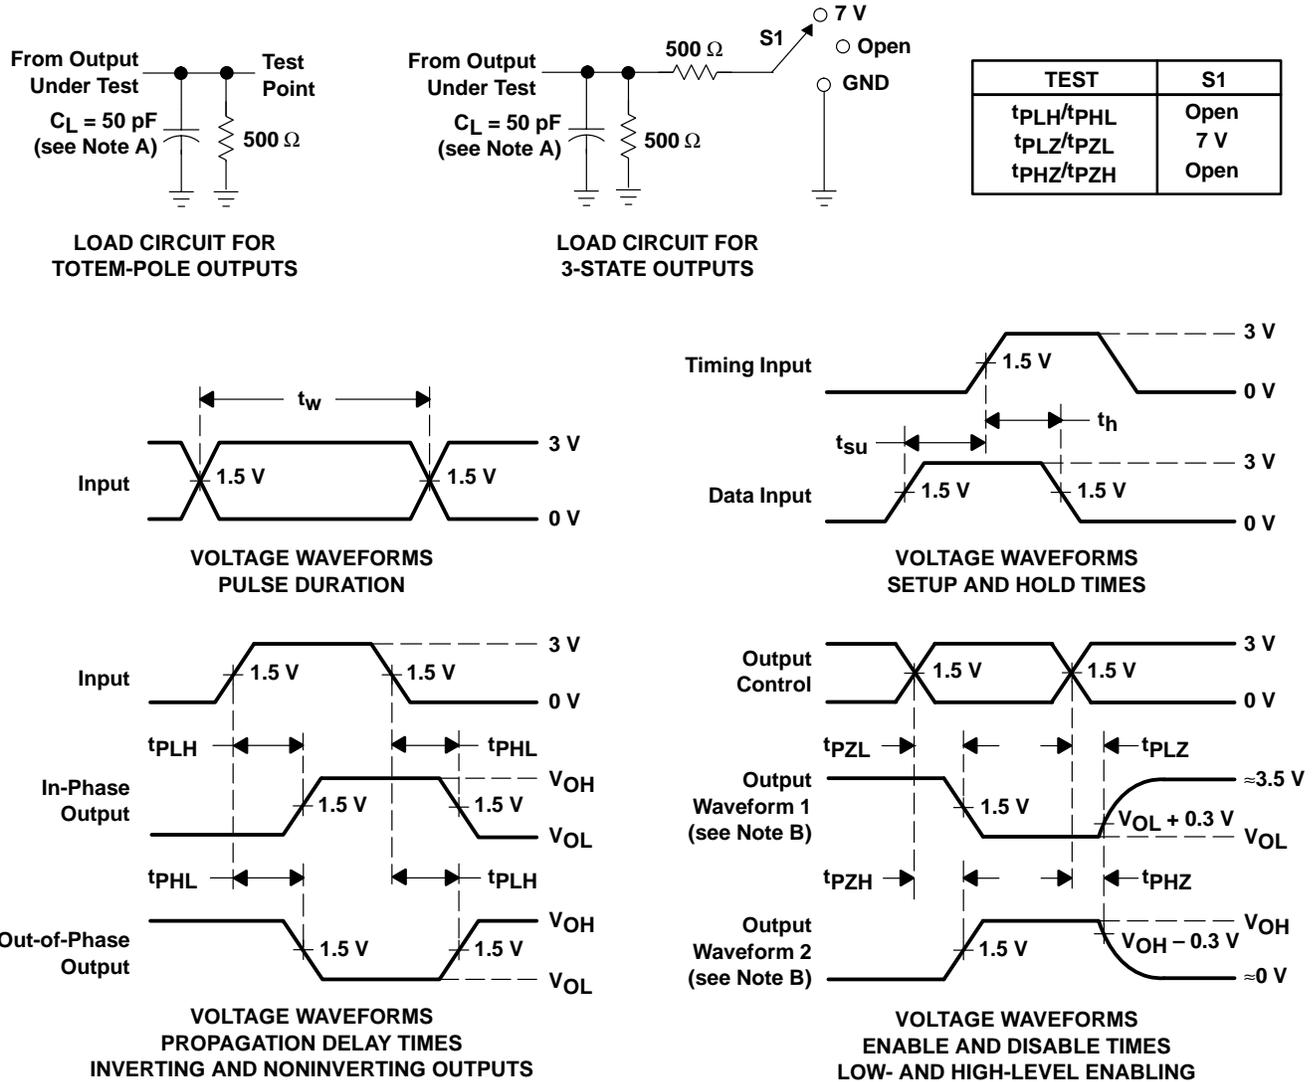 From Output
Under Test
Test
Point
CL = 50 pF
(see Note A)
500 Ω
LOAD CIRCUIT FOR
TOTEM-POLE OUTPUTS
From Output
Under Test
CL = 50 pF
(see Note A)
500 Ω
500 Ω
S1
7 V
Open
GND
LOAD CIRCUIT FOR
3-STATE OUTPUTS
TEST S1
tPLH/tPHL Open
tPLZ/tPZL 7 V
tPHZ/tPZH Open
tw
Input
1.5 V
1.5 V
3 V
0 V
VOLTAGE WAVEFORMS
PULSE DURATION
Timing Input
1.5 V
3 V
0 V
th
tsu
Data Input
1.5 V
1.5 V
3 V
0 V
VOLTAGE WAVEFORMS
SETUP AND HOLD TIMES
Input
1.5 V
1.5 V
3 V
0 V
tPLH
tPHL
In-Phase
Output
1.5 V
1.5 V
VOH
VOL
tPHL
tPLH
Out-of-Phase
Output
1.5 V
1.5 V
VOH
VOL
VOLTAGE WAVEFORMS
PROPAGATION DELAY TIMES
INVERTING AND NONINVERTING OUTPUTS
Output
Control
1.5 V
1.5 V
3 V
0 V
tPZL
tPLZ
Output
Waveform 1
(see Note B)
1.5 V
≈3.5 V
VOL + 0.3 V
VOL
tPZH
tPHZ
Output
Waveform 2
(see Note B)
1.5 V
VOH
VOH − 0.3 V
≈0 V
VOLTAGE WAVEFORMS
ENABLE AND DISABLE TIMES
LOW- AND HIGH-LEVEL ENABLING